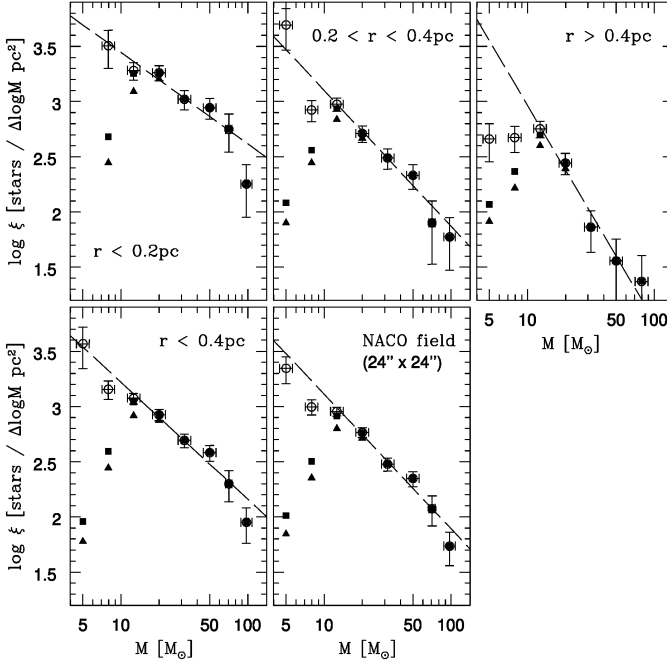 log ξ [stars / ΔlogM pc²]
3.5
3
2.5
2
1.5
r < 0.2pc
0.2 < r < 0.4pc
r > 0.4pc
5 10 50 100
M [M⊙]
log ξ [stars / ΔlogM pc²]
3.5
3
2.5
2
1.5
r < 0.4pc
NACO field
(24" x 24")
5 10 50 100
M [M⊙]
5 10 50 100
M [M⊙]